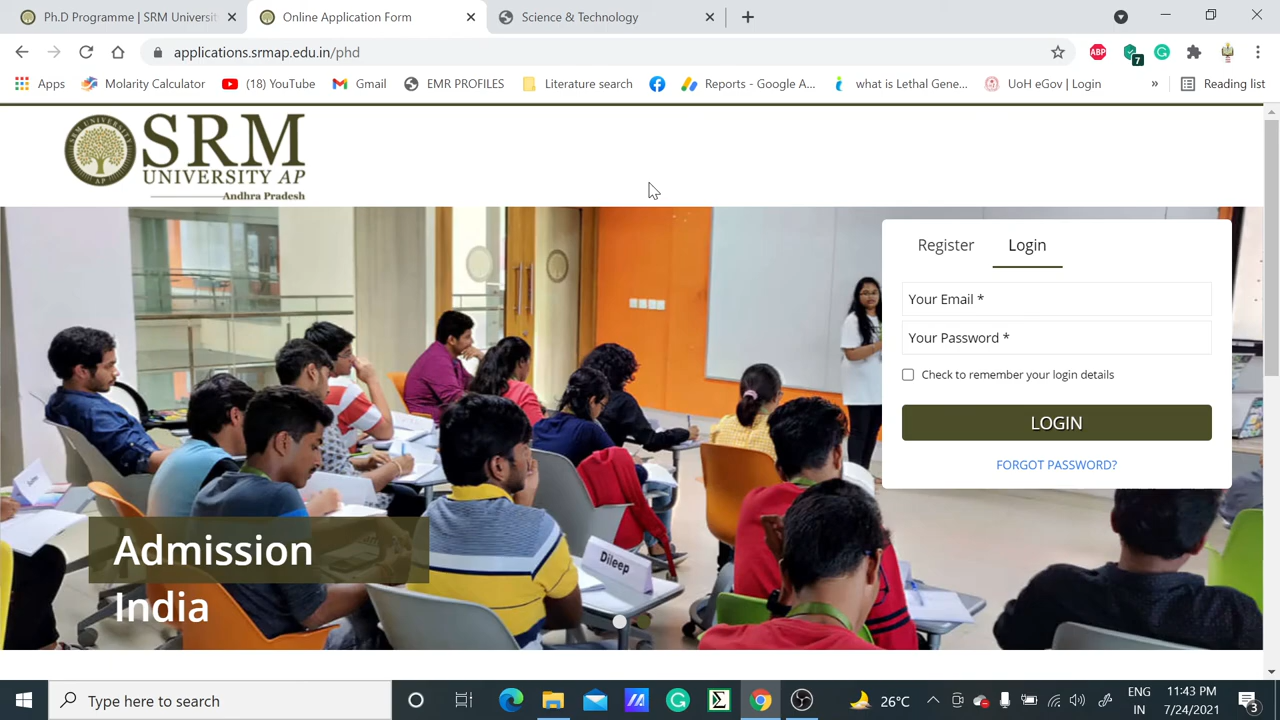 Ph.D Programme | SRM Universit
Online Application Form
Science & Technology
applications.srmap.edu.in/phd
ABP
7
Apps
Molarity Calculator
(18) YouTube
Gmail
EMR PROFILES
Literature search
Reports - Google A...
what is Lethal Gene...
UoH eGov | Login
»
Reading list
SRM
UNIVERSITY AP
Andhra Pradesh
Register
Login
Your Email *
Your Password *
Check to remember your login details
LOGIN
FORGOT PASSWORD?
Dileep
Admission
India
Type here to search
26°C
ENG
IN
11:43 PM
7/24/2021
3